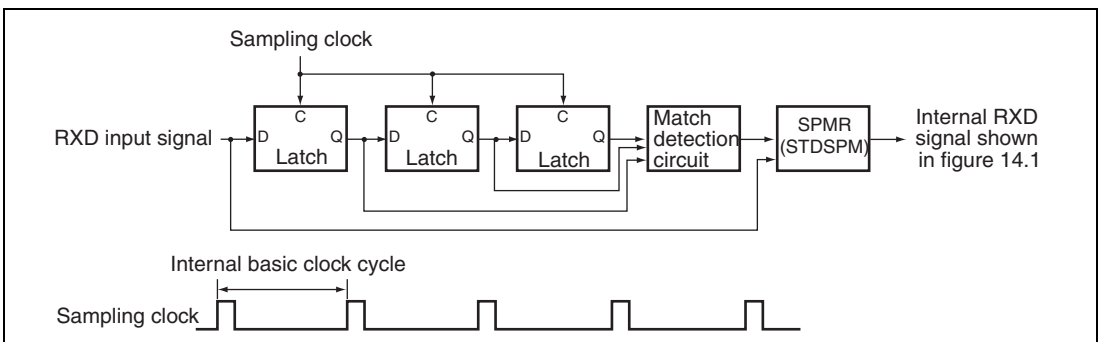 Sampling clock
RXD input signal
C
D
Q
Latch
C
D
Q
Latch
C
D
Q
Latch
Match
detection
circuit
SPMR
(STDSPM)
Internal RXD
signal shown
in figure 14.1
Internal basic clock cycle
Sampling clock